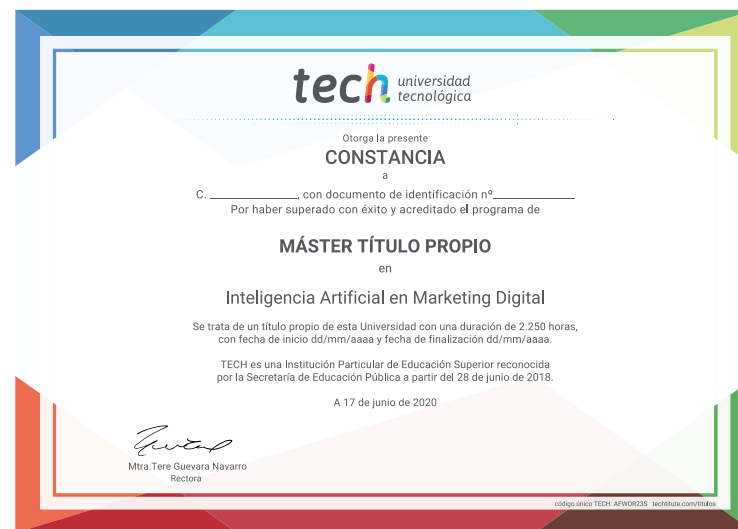 tech universidad
tecnológica
Otorga la presente
CONSTANCIA
a
C. ______________, con documento de identificación nº______________
Por haber superado con éxito y acreditado el programa de
MÁSTER TÍTULO PROPIO
en
Inteligencia Artificial en Marketing Digital
Se trata de un título propio de esta Universidad con una duración de 2.250 horas,
con fecha de inicio dd/mm/aaaa y fecha de finalización dd/mm/aaaa.
TECH es una Institución Particular de Educación Superior reconocida
por la Secretaría de Educación Pública a partir del 28 de junio de 2018.
A 17 de junio de 2020
Mtra.Tere Guevara Navarro
Rectora
código único TECH: AFWOR23S techtitute.com/títulos